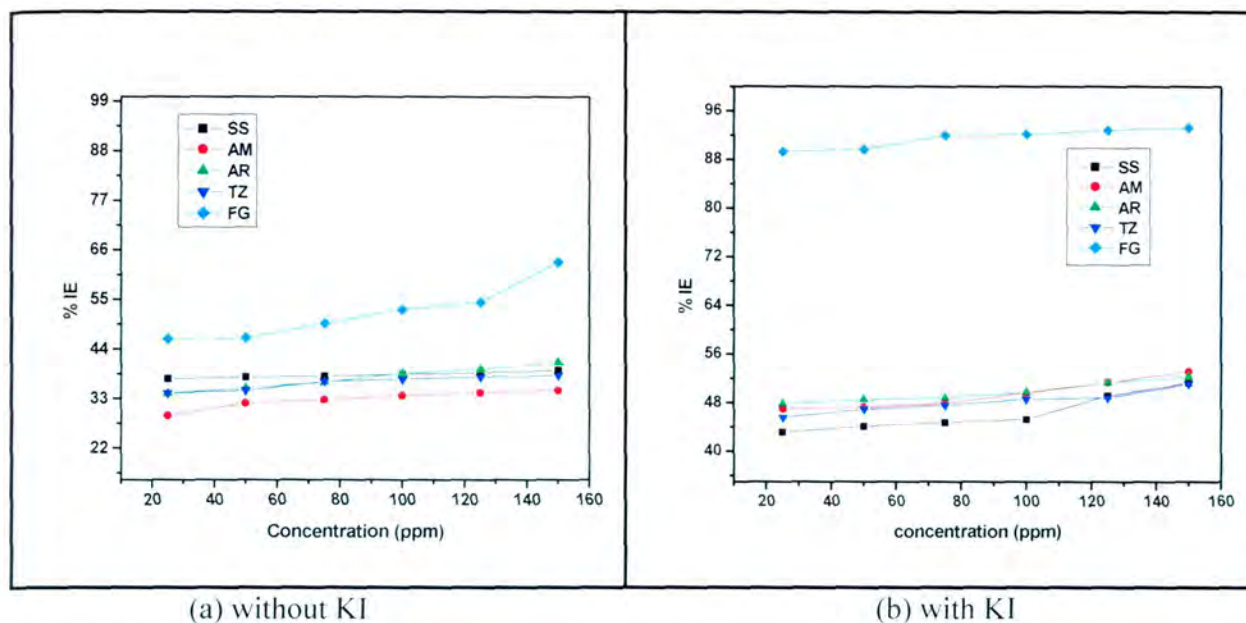 99
88
77
66
55
44
33
22
% IE
SS
AM
AR
TZ
FG
20 40 60 80 100 120 140 160
Concentration (ppm)
(a) without KI
96
88
80
72
64
56
48
40
% IE
SS
AM
AR
TZ
FG
20 40 60 80 100 120 140 160
concentration (ppm)
(b) with KI